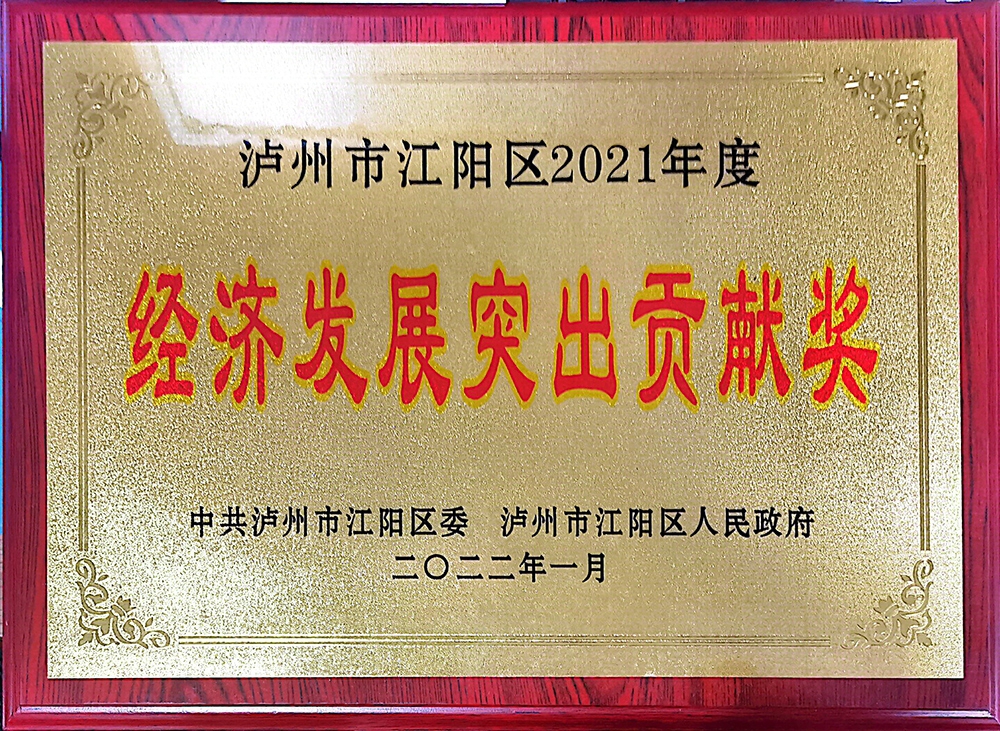 泸州市江阳区2021年度
经济发展突出贡献奖
中共泸州市江阳区委 泸州市江阳区人民政府
二〇二二年一月